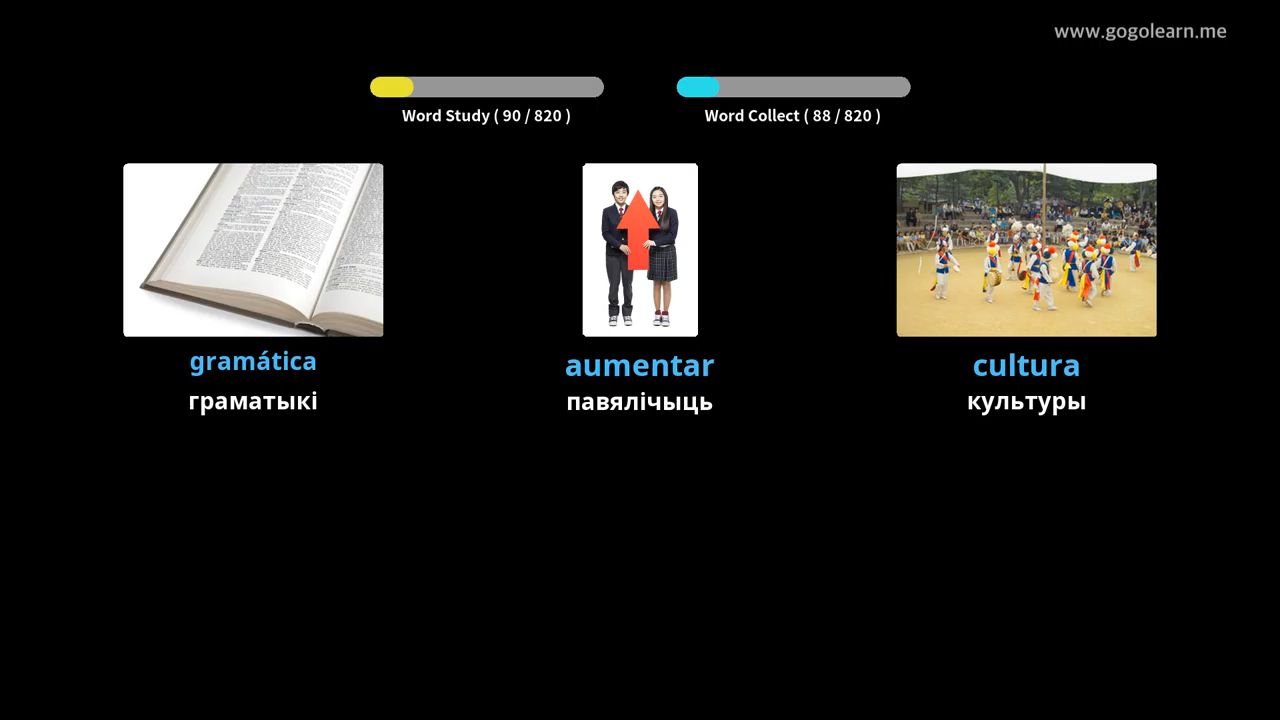 www.gogolearn.me
Word Study ( 90 / 820 )
Word Collect ( 88 / 820 )
gramática
граматыкі
aumentar
павялічыць
cultura
культуры